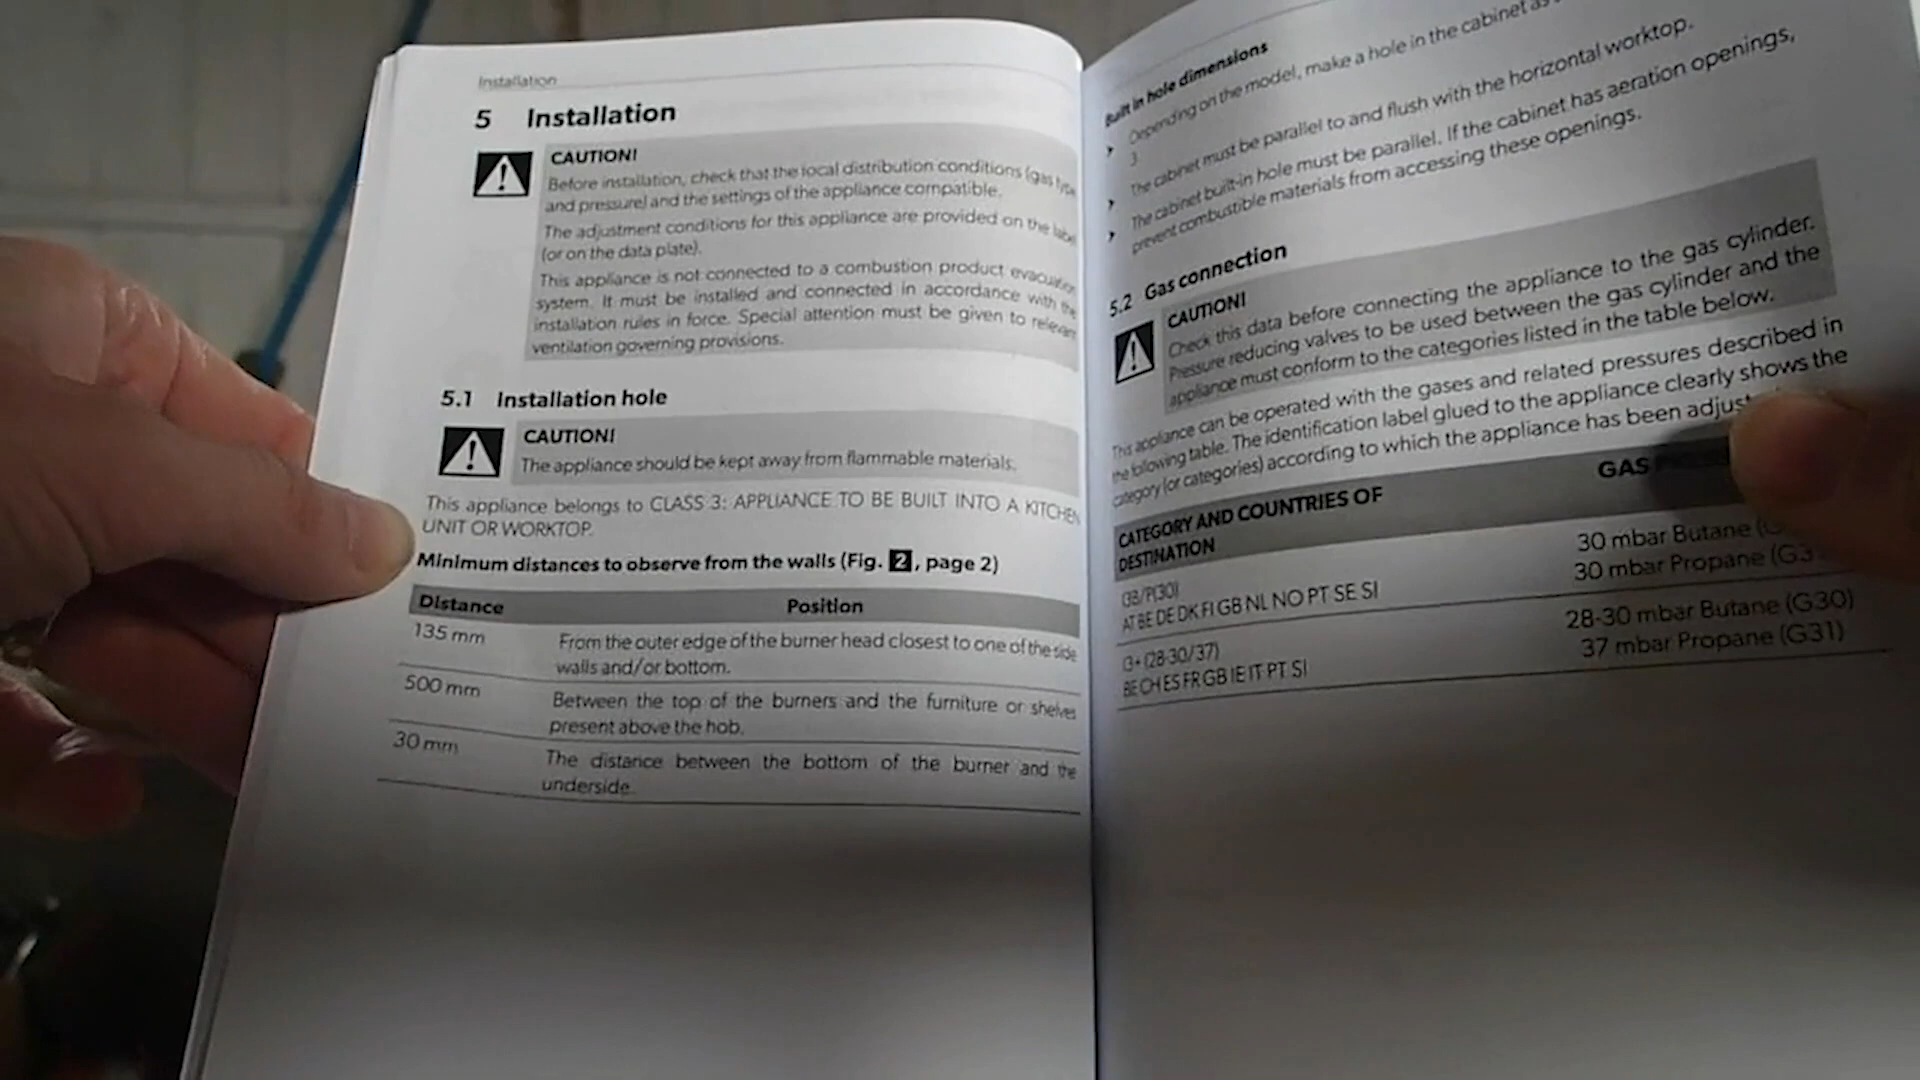 Installation
5 Installation
CAUTION!
Before installation, check that the local distribution conditions (gas type
and pressure) and the settings of the appliance compatible.
The adjustment conditions for this appliance are provided on the label
(or on the data plate).
This appliance is not connected to a combustion product evacuation
system. It must be installed and connected in accordance with the
installation rules in force. Special attention must be given to relevant
ventilation governing provisions.
5.1 Installation hole
CAUTION!
The appliance should be kept away from flammable materials.
This appliance belongs to CLASS 3: APPLIANCE TO BE BUILT INTO A KITCHEN
UNIT OR WORKTOP.
Minimum distances to observe from the walls (Fig. 2, page 2)
Distance Position
135 mm From the outer edge of the burner head closest to one of the side
walls and/or bottom.
500 mm Between the top of the burners and the furniture or shelves
present above the hob.
30 mm The distance between the bottom of the burner and the
underside.
Built in hole dimensions
Depending on the model, make a hole in the cabinet as
3
The cabinet must be parallel to and flush with the horizontal worktop.
The cabinet built-in hole must be parallel. If the cabinet has aeration openings,
prevent combustible materials from accessing these openings.
5.2 Gas connection
CAUTION!
Check this data before connecting the appliance to the gas cylinder.
Pressure reducing valves to be used between the gas cylinder and the
appliance must conform to the categories listed in the table below.
This appliance can be operated with the gases and related pressures described in
the following table. The identification label glued to the appliance clearly shows the
category (or categories) according to which the appliance has been adjust
CATEGORY AND COUNTRIES OF GAS
DESTINATION
I3B/P(30) 30 mbar Butane
AT BE DE DK FI GB NL NO PT SE SI 30 mbar Propane (G3
I3+ (28-30/37) 28-30 mbar Butane (G30)
BE CH ES FR GB IE IT PT SI 37 mbar Propane (G31)